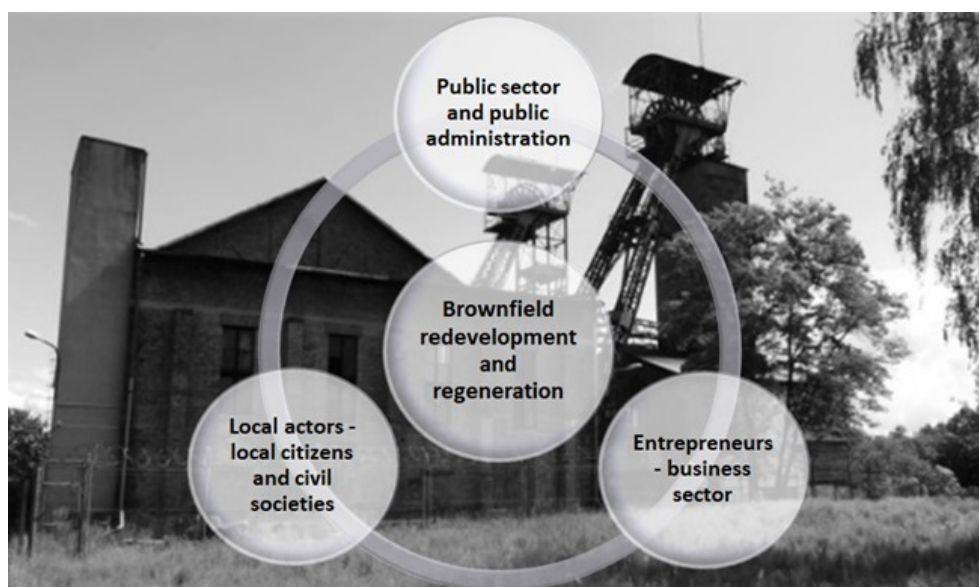 Public sector
and public
administration
Brownfield
redevelopment
and
regeneration
Local actors -
local citizens
and civil
societies
Entrepreneurs
- business
sector